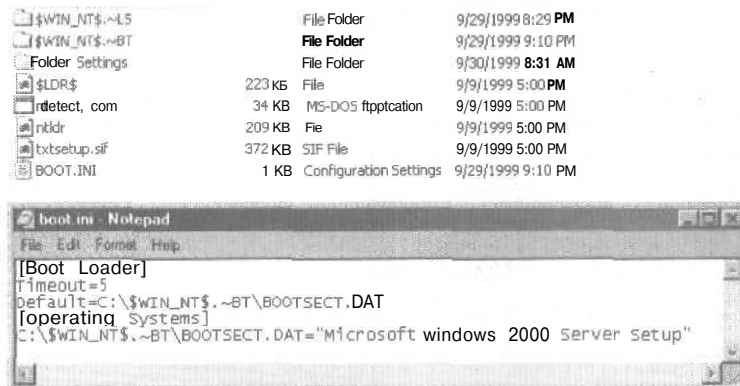 $WIN_NT$.~LS File Folder 9/29/1999 8:29 PM
$WIN_NT$.~BT File Folder 9/29/1999 9:10 PM
Folder Settings File Folder 9/30/1999 8:31 AM
$LDR$ 223 КБ File 9/9/1999 5:00 PM
ntdetect, com 34 KB MS-DOS ftpptcation 9/9/1999 5:00 PM
ntldr 209 KB Fie 9/9/1999 5:00 PM
txtsetup.sif 372 KB SIF File 9/9/1999 5:00 PM
BOOT.INI 1 KB Configuration Settings 9/29/1999 9:10 PM
boot.ini - Notepad
File Edit Format Help
[Boot Loader]
Timeout=5
Default=C:\$WIN_NT$.~BT\BOOTSECT.DAT
[operating Systems]
C:\$WIN_NT$.~BT\BOOTSECT.DAT="Microsoft windows 2000 Server Setup"